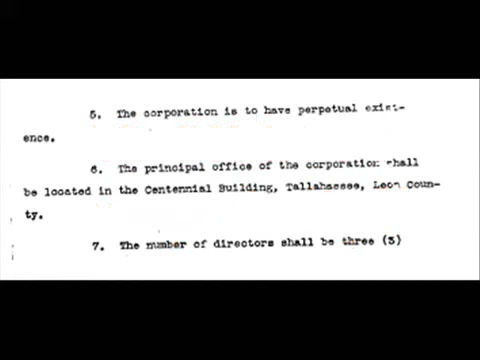 5. The corporation is to have perpetual exist-
ence.
6. The principal office of the corporation shall
be located in the Centennial Building, Tallahassee, Leon Coun-
ty.
7. The number of directors shall be three (3)